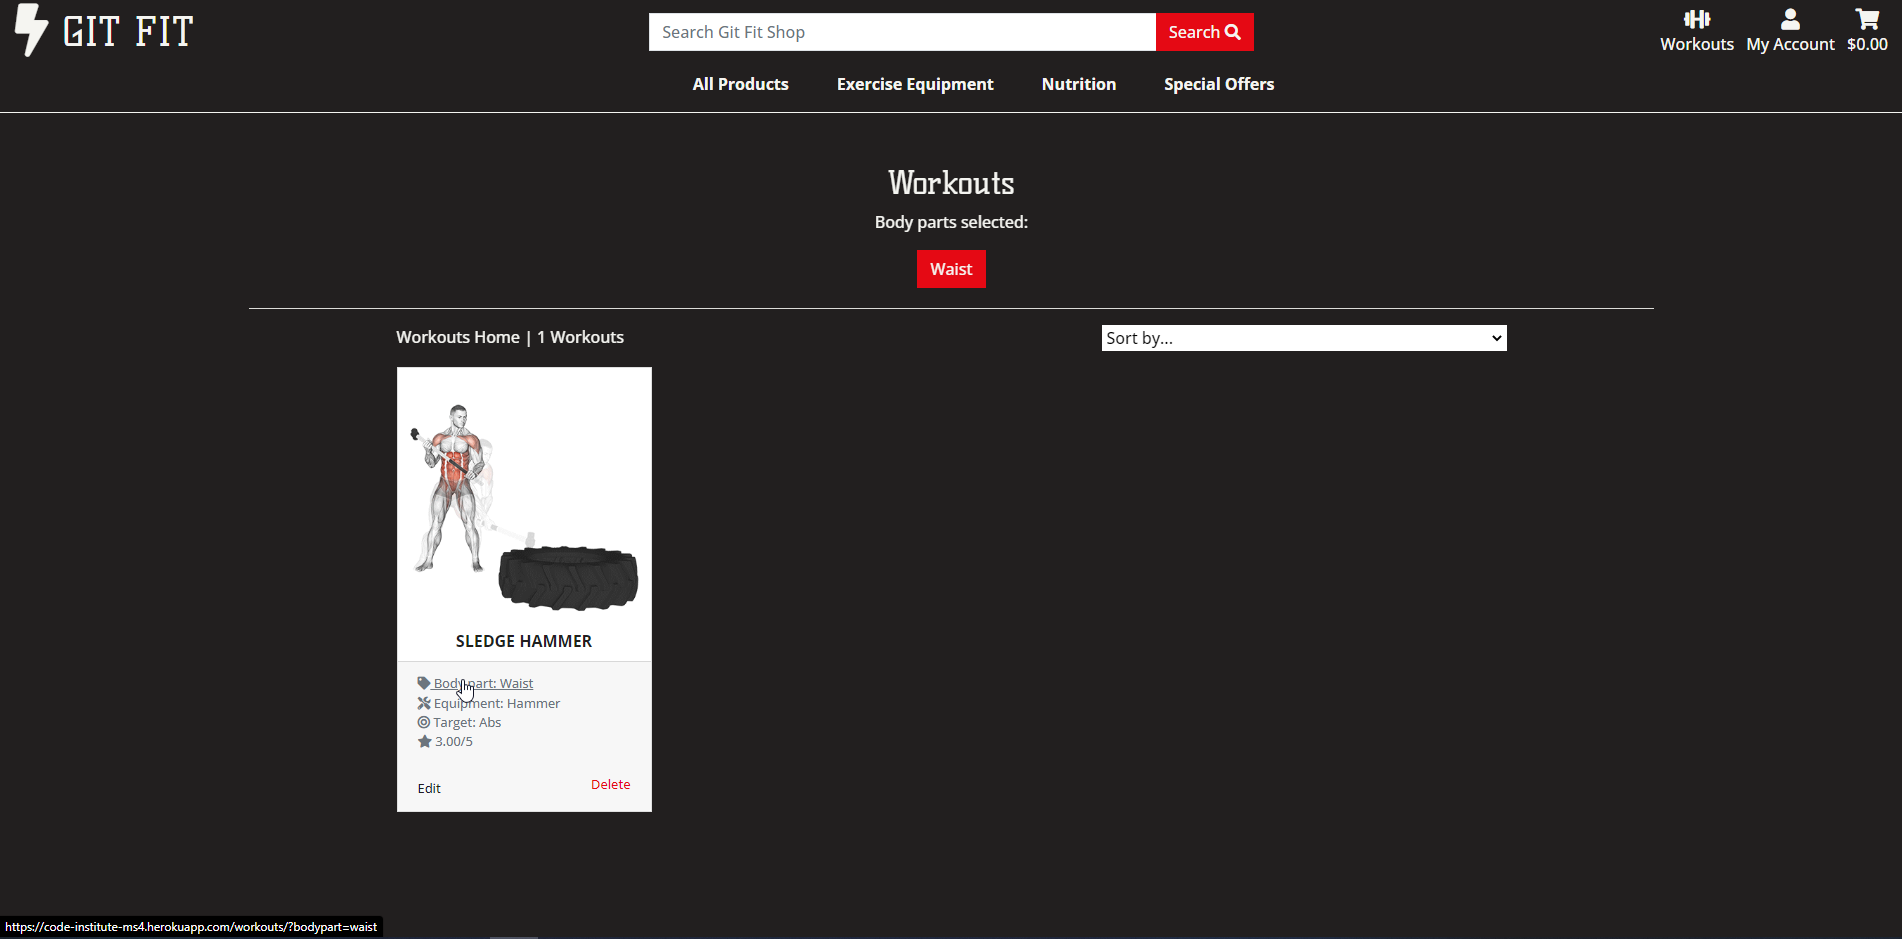 GIT FIT
Search Git Fit Shop
Search
Workouts
My Account
$0.00
All Products
Exercise Equipment
Nutrition
Special Offers
Workouts
Body parts selected:
Waist
Workouts Home | 1 Workouts
Sort by...
SLEDGE HAMMER
Body part: Waist
Equipment: Hammer
Target: Abs
3.00/5
Edit
Delete
https://code-institute-ms4.herokuapp.com/workouts/?bodypart=waist